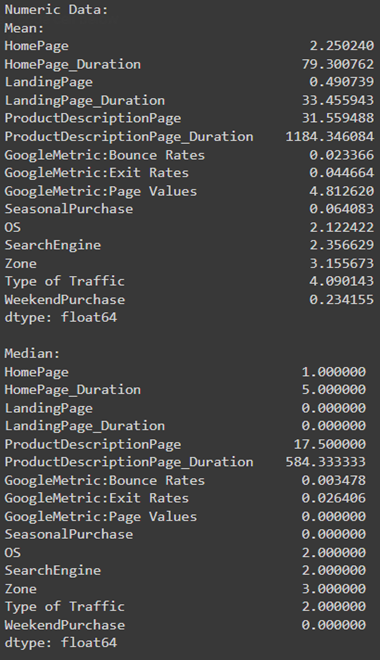 Numeric Data:
Mean:
HomePage 2.250240
HomePage_Duration 79.300762
LandingPage 0.490739
LandingPage_Duration 33.455943
ProductDescriptionPage 31.559488
ProductDescriptionPage_Duration 1184.346084
GoogleMetric:Bounce Rates 0.023366
GoogleMetric:Exit Rates 0.044664
GoogleMetric:Page Values 4.812620
SeasonalPurchase 0.064083
OS 2.122422
SearchEngine 2.356629
Zone 3.155673
Type of Traffic 4.090143
WeekendPurchase 0.234155
dtype: float64
Median:
HomePage 1.000000
HomePage_Duration 5.000000
LandingPage 0.000000
LandingPage_Duration 0.000000
ProductDescriptionPage 17.500000
ProductDescriptionPage_Duration 584.333333
GoogleMetric:Bounce Rates 0.003478
GoogleMetric:Exit Rates 0.026406
GoogleMetric:Page Values 0.000000
SeasonalPurchase 0.000000
OS 2.000000
SearchEngine 2.000000
Zone 3.000000
Type of Traffic 2.000000
WeekendPurchase 0.000000
dtype: float64